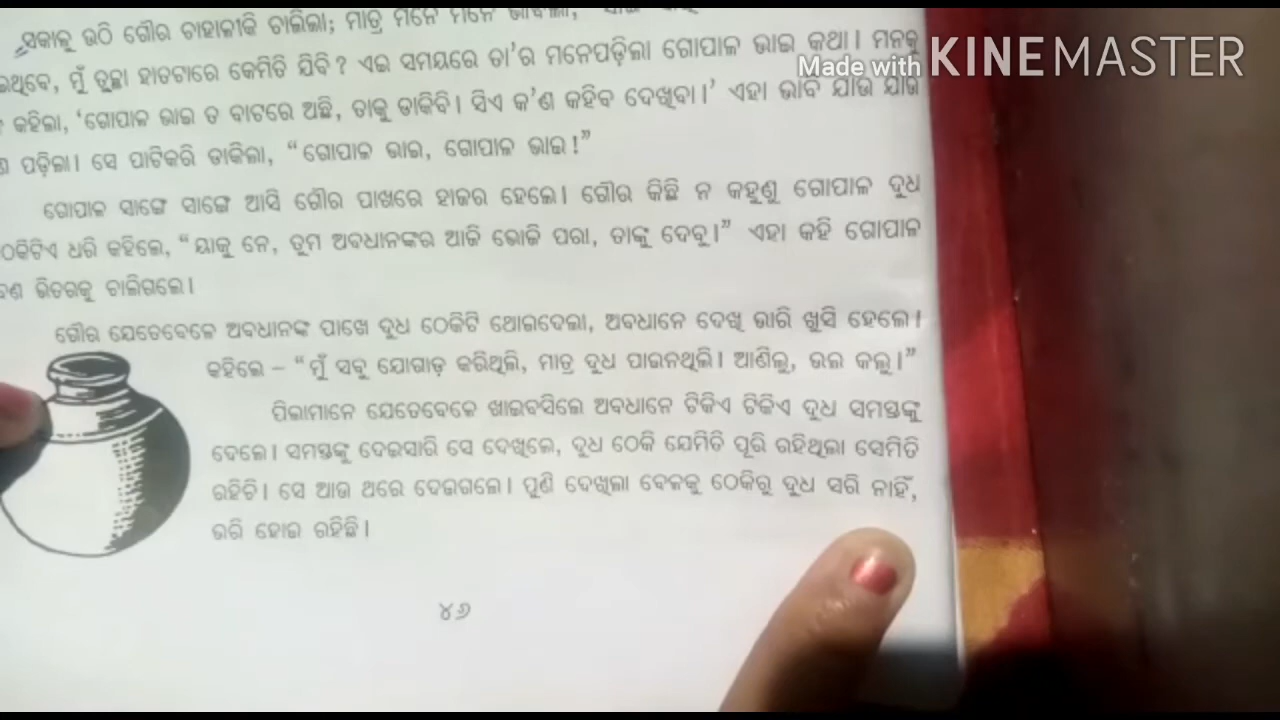 ସକାଳୁ ଉଠି ଗୌର ଚାହାଳୀକି ଚାଲିଲା; ମାତ୍ର ମନେ ମନେ ଭାବିଲା,
ଇଥିବେ, ମୁଁ ତୁଚ୍ଛା ହାତଟାରେ କେମିତି ଯିବି ? ଏଇ ସମୟରେ ତା'ର ମନେପଡ଼ିଲା ଗୋପାଳ ଭାଇ କଥା। ମନକୁ
କହିଲା, ‘ଗୋପାଳ ଭାଇ ତ ବାଟରେ ଅଛି, ତାକୁ ଡାକିବି। ସିଏ କ'ଣ କହିବ ଦେଖିବା।’ ଏହା ଭାବି ଯାଉ ଯାଉ
ପଡ଼ିଲା। ସେ ପାଟିକରି ଡାକିଲା, “ଗୋପାଳ ଭାଇ, ଗୋପାଳ ଭାଇ!”
ଗୋପାଳ ସାଙ୍ଗେ ସାଙ୍ଗେ ଆସି ଗୌର ପାଖରେ ହାଜର ହେଲେ। ଗୌର କିଛି ନ କହୁଣୁ ଗୋପାଳ ଦୁଧ
ଠେକିଟିଏ ଧରି କହିଲେ, “ୟାକୁ ନେ, ତୁମ ଅବଧାନଙ୍କର ଆଜି ଭୋଜି ପରା, ତାଙ୍କୁ ଦେବୁ।” ଏହା କହି ଗୋପାଳ
ବଣ ଭିତରକୁ ଚାଲିଗଲେ।
ଗୌର ଯେତେବେଳେ ଅବଧାନଙ୍କ ପାଖେ ଦୁଧ ଠେକିଟି ଥୋଇଦେଲା, ଅବଧାନେ ଦେଖି ଭାରି ଖୁସି ହେଲେ।
କହିଲେ – “ମୁଁ ସବୁ ଯୋଗାଡ଼ କରିଥିଲି, ମାତ୍ର ଦୁଧ ପାଉନଥିଲି। ଆଣିଲୁ, ଭଲ କଲୁ।”
ପିଲାମାନେ ଯେତେବେଳେ ଖାଇବସିଲେ ଅବଧାନେ ଟିକିଏ ଟିକିଏ ଦୁଧ ସମସ୍ତଙ୍କୁ
ଦେଲେ। ସମସ୍ତଙ୍କୁ ଦେଇସାରି ସେ ଦେଖିଲେ, ଦୁଧ ଠେକି ଯେମିତି ପୂରି ରହିଥିଲା ସେମିତି
ରହିଚି। ସେ ଆଉ ଥରେ ଦେଇଗଲେ। ପୁଣି ଦେଖିଲା ବେଳକୁ ଠେକିରୁ ଦୁଧ ସରି ନାହିଁ,
ଭରି ହୋଇ ରହିଛି।
୪୬
Made with KINEMASTER